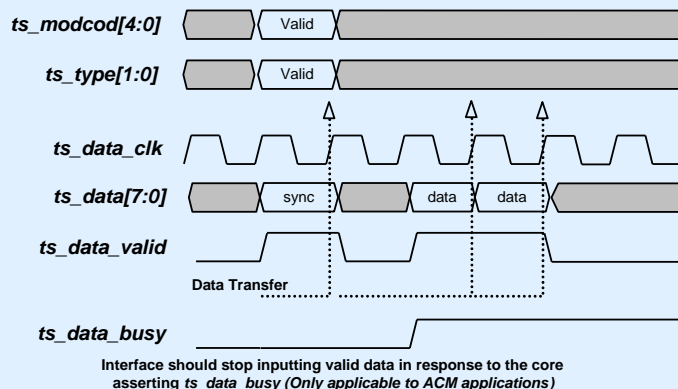 ts_modcod[4:0]
Valid
ts_type[1:0]
Valid
ts_data_clk
ts_data[7:0]
sync
data
data
ts_data_valid
Data Transfer
ts_data_busy
Interface should stop inputting valid data in response to the core
asserting ts_data_busy (Only applicable to ACM applications)